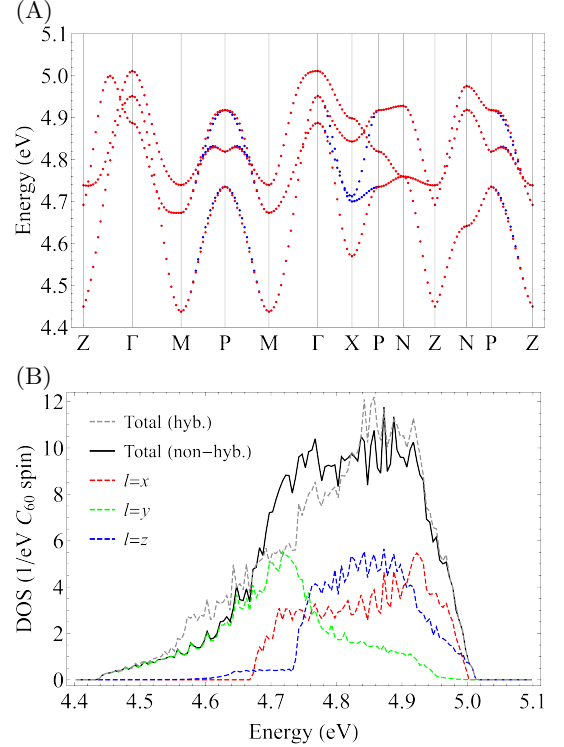 (A)
5.1
5.0
4.9
4.8
4.7
4.6
4.5
4.4
Energy (eV)
Z Γ M P M Γ X P N Z N P Z
(B)
12
10
8
6
4
2
0
DOS (1/eV C60 spin)
Total (hyb.)
Total (non−hyb.)
l=x
l=y
l=z
4.4 4.5 4.6 4.7 4.8 4.9 5.0 5.1
Energy (eV)